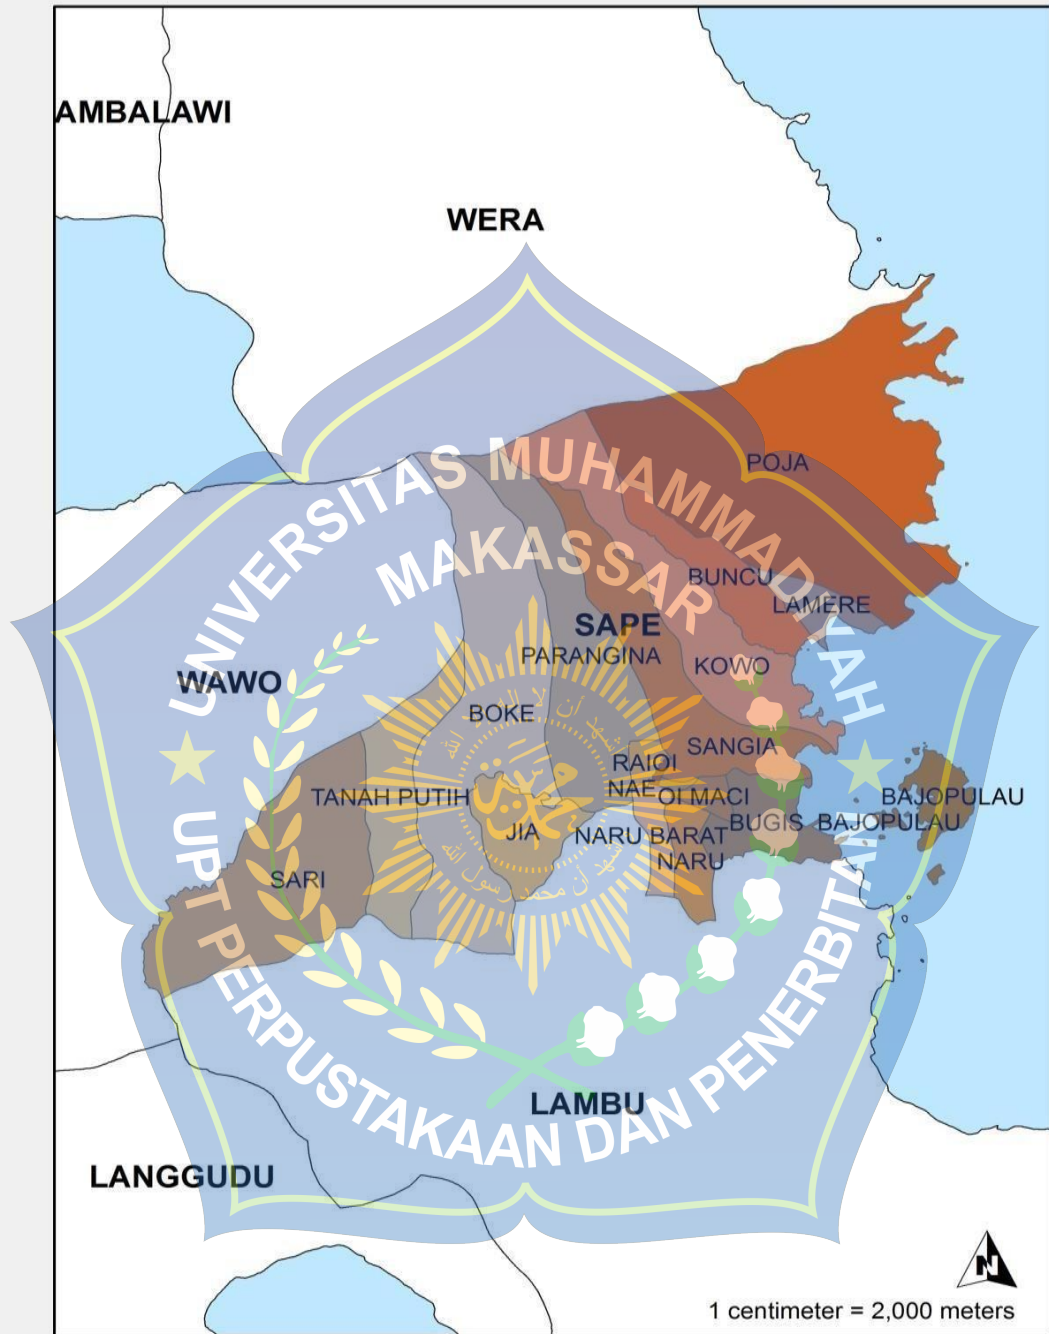 AMBALAWI
WERA
POJA
UNIVERSITAS MUHAMMADIYAH
MAKASSAR
BUNCU
LAMERE
SAPE
PARANGINA
KOWO
WAWO
BOKE
SANGIA
RAIOI
NAE
OI MACI
TANAH PUTIH
BAJOPULAU
BUGIS
BAJOPULAU
JIA
NARU BARAT
NARU
SARI
UPT PERPUSTAKAAN DAN PENERBITAN
LAMBU
LANGGUDU
N
1 centimeter = 2,000 meters